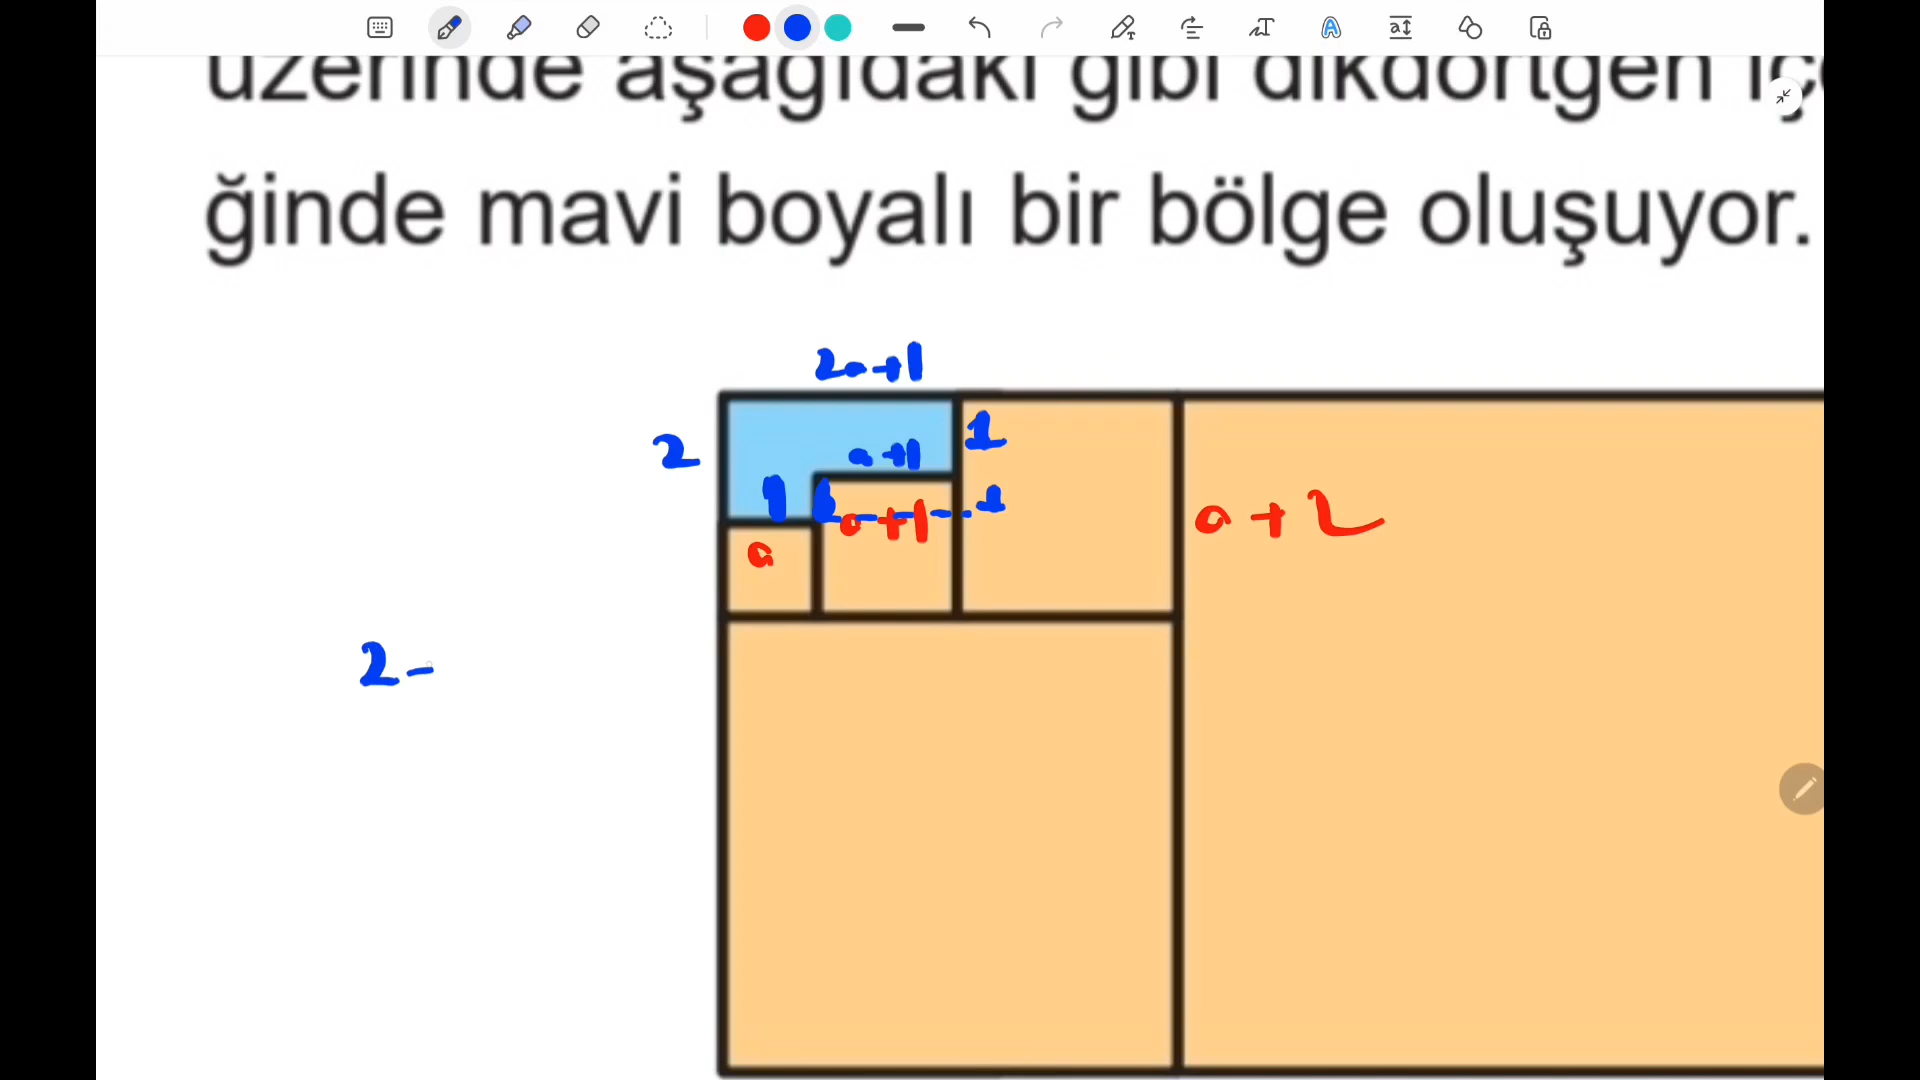 üzerinde aşağıdaki gibi dikdörtgen iç
ğinde mavi boyalı bir bölge oluşuyor.
2a+1
2
1
a+1
1
1
a+1
a+2
a
2-